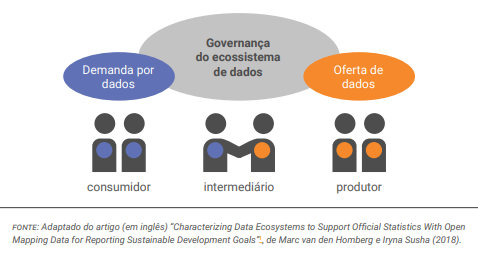 Governança
do ecossistema
de dados
Demanda por
dados
Oferta de
dados
consumidor
intermediário
produtor
FONTE: Adaptado do artigo (em inglês) “Characterizing Data Ecosystems to Support Official Statistics With Open
Mapping Data for Reporting Sustainable Development Goals”., de Marc van den Homberg e Iryna Susha (2018).